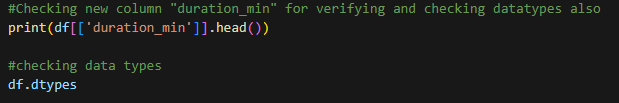 #Checking new column "duration_min" for verifying and checking datatypes also
print(df[['duration_min']].head())
#checking data types
df.dtypes